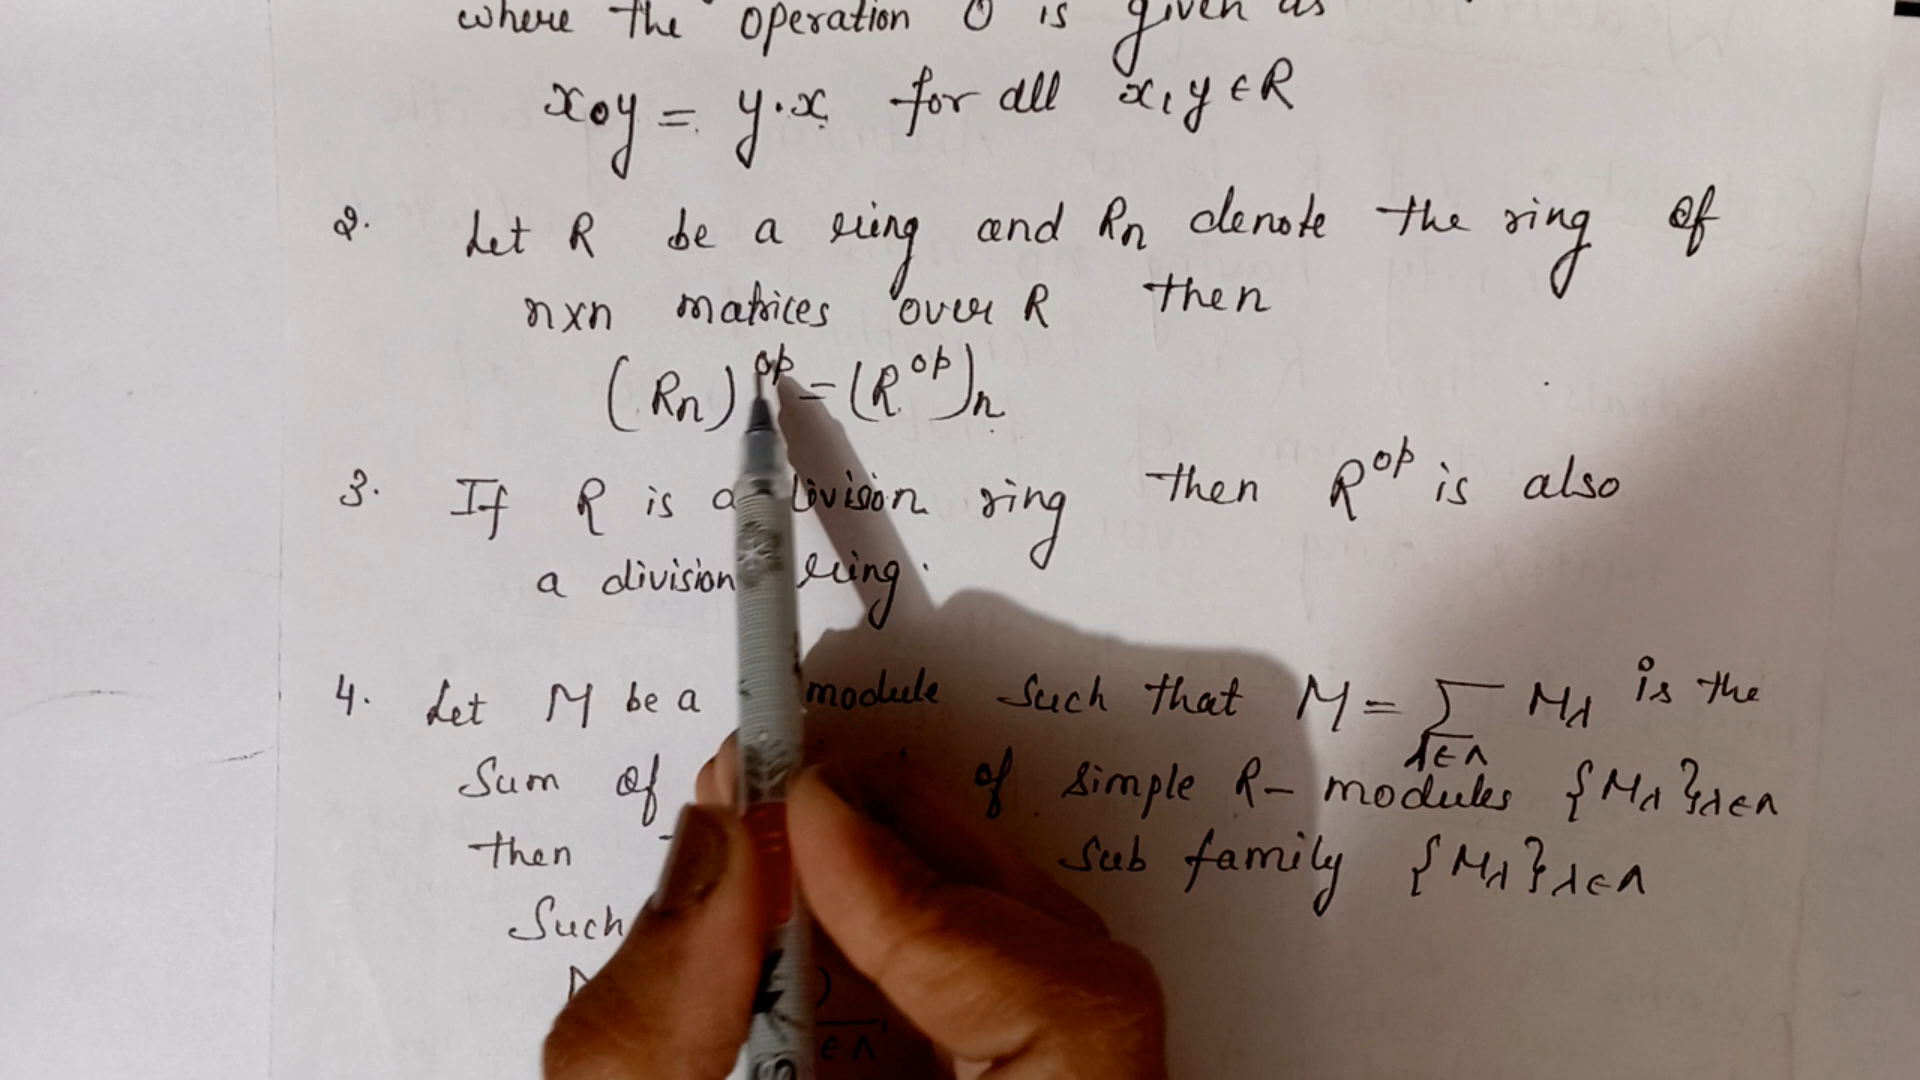 where the operation O is given as
xoy = y·x for all x, y ∈ R
2. Let R be a ring and Rn denote the ring of
n×n matrices over R then
(Rn)^op = (R^op)n
3. If R is a division ring then R^op is also
a division ring.
4. Let M be a module such that M = Σ Mλ is the
λ∈Λ
Sum of of simple R- modules {Mλ}λ∈Λ
then sub family {Mλ}λ∈Λ
Such
)
∈Λ